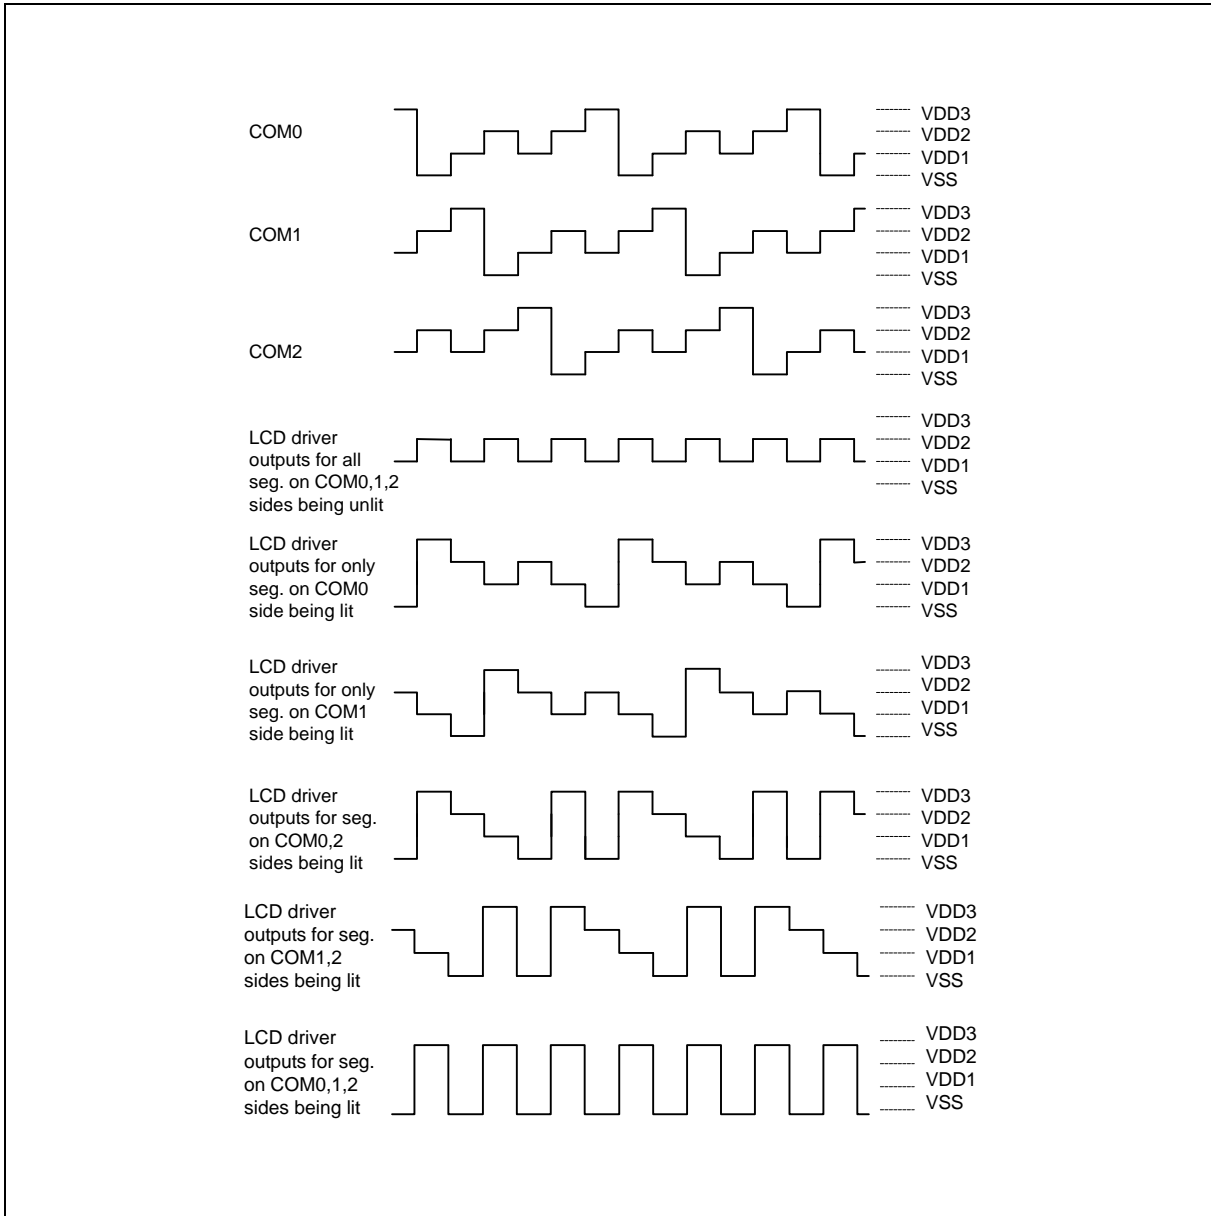 COM0
VDD3
VDD2
VDD1
VSS
COM1
VDD3
VDD2
VDD1
VSS
COM2
VDD3
VDD2
VDD1
VSS
LCD driver
outputs for all
seg. on COM0,1,2
sides being unlit
VDD3
VDD2
VDD1
VSS
LCD driver
outputs for only
seg. on COM0
side being lit
VDD3
VDD2
VDD1
VSS
LCD driver
outputs for only
seg. on COM1
side being lit
VDD3
VDD2
VDD1
VSS
LCD driver
outputs for seg.
on COM0,2
sides being lit
VDD3
VDD2
VDD1
VSS
LCD driver
outputs for seg.
on COM1,2
sides being lit
VDD3
VDD2
VDD1
VSS
LCD driver
outputs for seg.
on COM0,1,2
sides being lit
VDD3
VDD2
VDD1
VSS